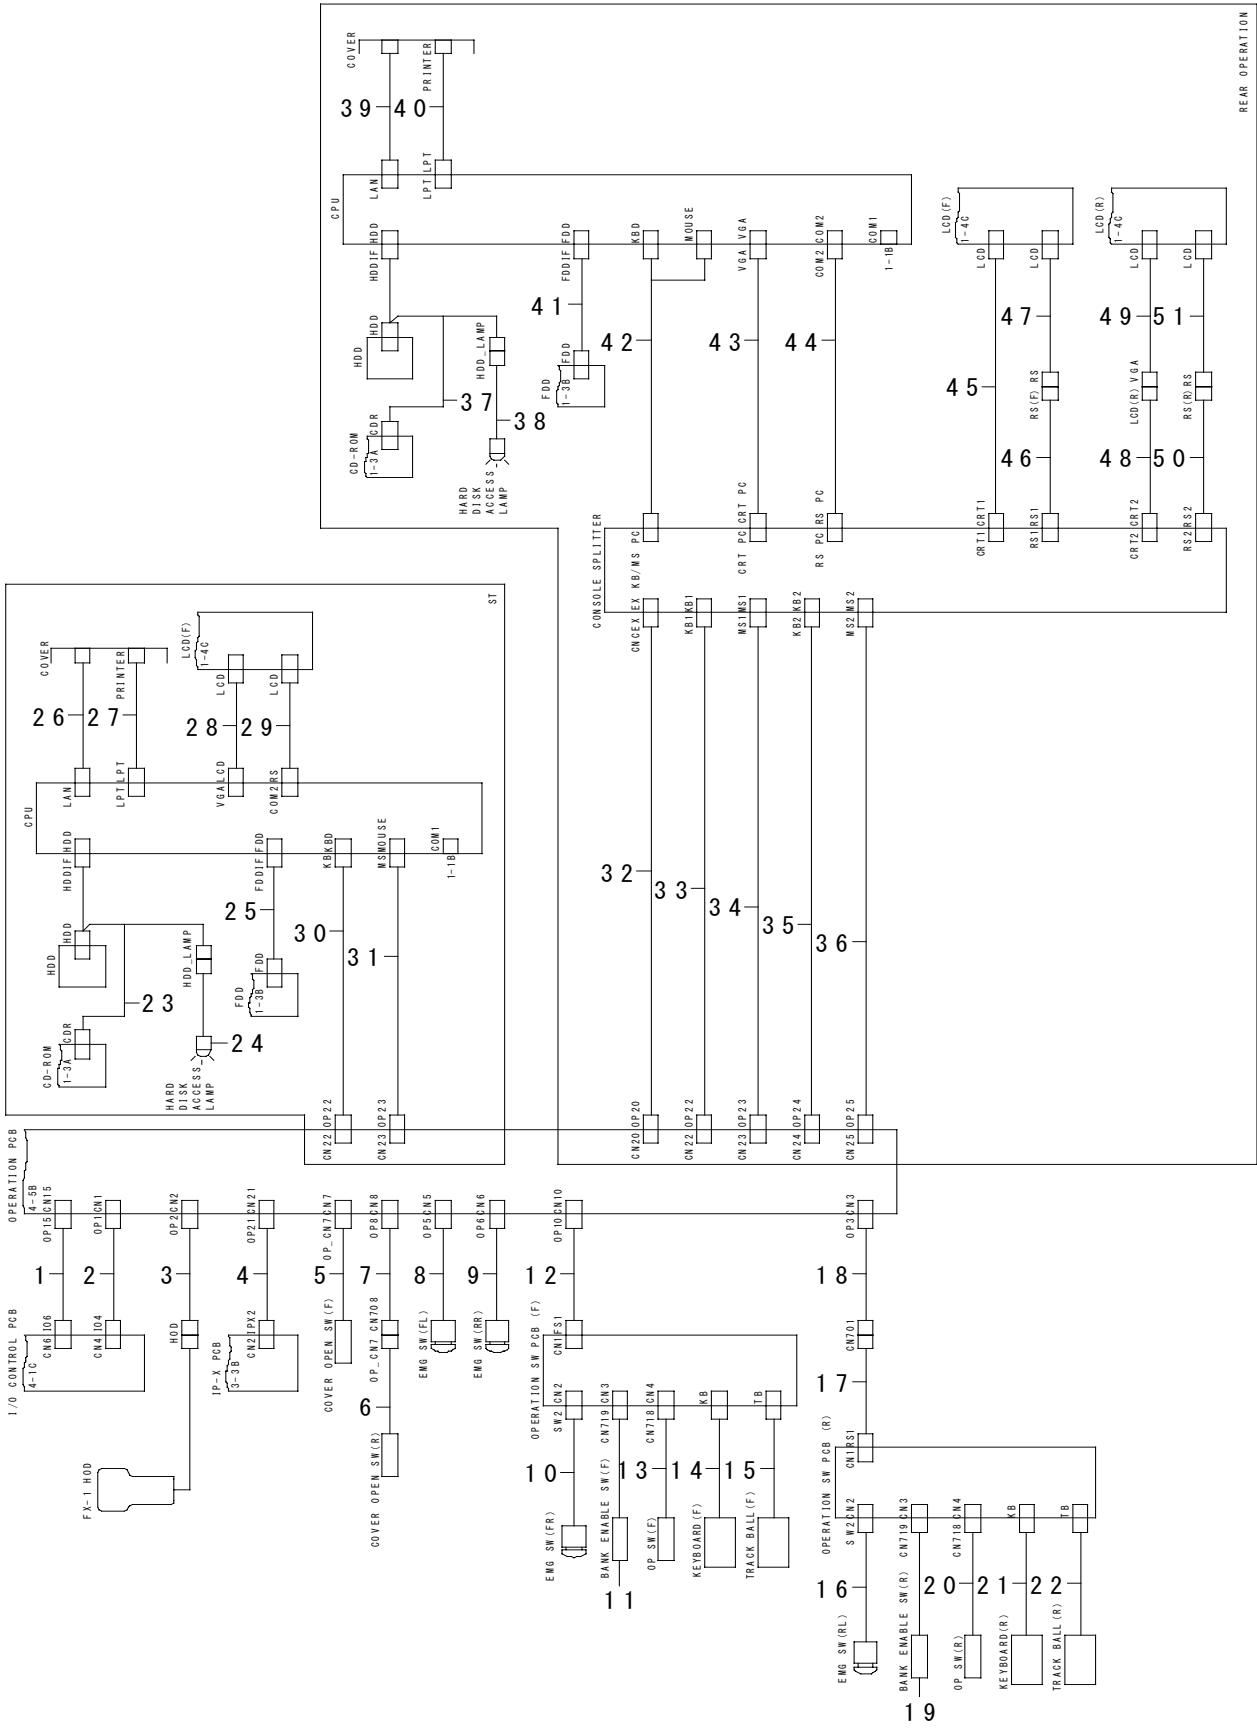 REAR OPERATION
COVER
PRINTER
39
40
LAN
LPT LPT
CPU
HDDIF HDD
FDDIF FDD
KBD
MOUSE
VGA VGA
COM2 COM2
COM1
1-1B
LCD(F)
1-4C
LCD
LCD
LCD(R)
1-4C
LCD
LCD
HDD
HDD
HDD_LAMP
37
38
CD-ROM
1-3A
CDR
HARD
DISK
ACCESS
LAMP
41
FDD
1-3B
FDD
42
43
44
45
47
RS(F) RS
46
49
51
LCD(R) VGA
RS(R) RS
48
50
CONSOLE SPLITTER
KB/MS PC
CRT PC CRT PC
RS PC RS PC
CRT1 CRT1
RS1 RS1
CRT2 CRT2
RS2 RS2
CNCEX EX
KB1 KB1
MS1 MS1
KB2 KB2
MS2 MS2
32
33
34
35
36
CN20 OP20
CN22 OP22
CN23 OP23
CN24 OP24
CN25 OP25
ST
COVER
PRINTER
26
27
LCD(F)
1-4C
LCD
LCD
28
29
CPU
LAN
LPT LPT
VGA LCD
COM2 RS
HDDIF HDD
FDDIF FDD
KB KBD
MS MOUSE
COM1
1-1B
HDD
HDD
HDD_LAMP
23
24
CD-ROM
1-3A
CDR
HARD
DISK
ACCESS
LAMP
25
FDD
1-3B
FDD
30
31
CN22 OP22
CN23 OP23
OPERATION PCB
4-5B
OP15 CN15
OP1 CN1
OP2 CN2
OP21 CN21
OP_CN7 CN7
OP8 CN8
OP5 CN5
OP6 CN6
OP10 CN10
OP3 CN3
1
2
3
4
5
7
8
9
12
18
I/O CONTROL PCB
4-1C
CN6 IO6
CN4 IO4
HOD
FX-1 HOD
IP-X PCB
3-3B
CN2 IPX2
COVER OPEN SW(F)
OP_CN7 CN708
6
COVER OPEN SW(R)
EMG SW(FL)
EMG SW(RR)
OPERATION SW PCB (F)
CN1 FS1
SW2 CN2
CN719 CN3
CN718 CN4
KB
TB
10
13
14
15
EMG SW(FR)
BANK ENABLE SW(F)
11
OP SW(F)
KEYBOARD(F)
TRACK BALL(F)
CN701
17
OPERATION SW PCB (R)
CN1 RS1
SW2 CN2
CN719 CN3
CN718 CN4
KB
TB
16
20
21
22
EMG SW(RL)
BANK ENABLE SW(R)
19
OP SW(R)
KEYBOARD(R)
TRACK BALL(R)